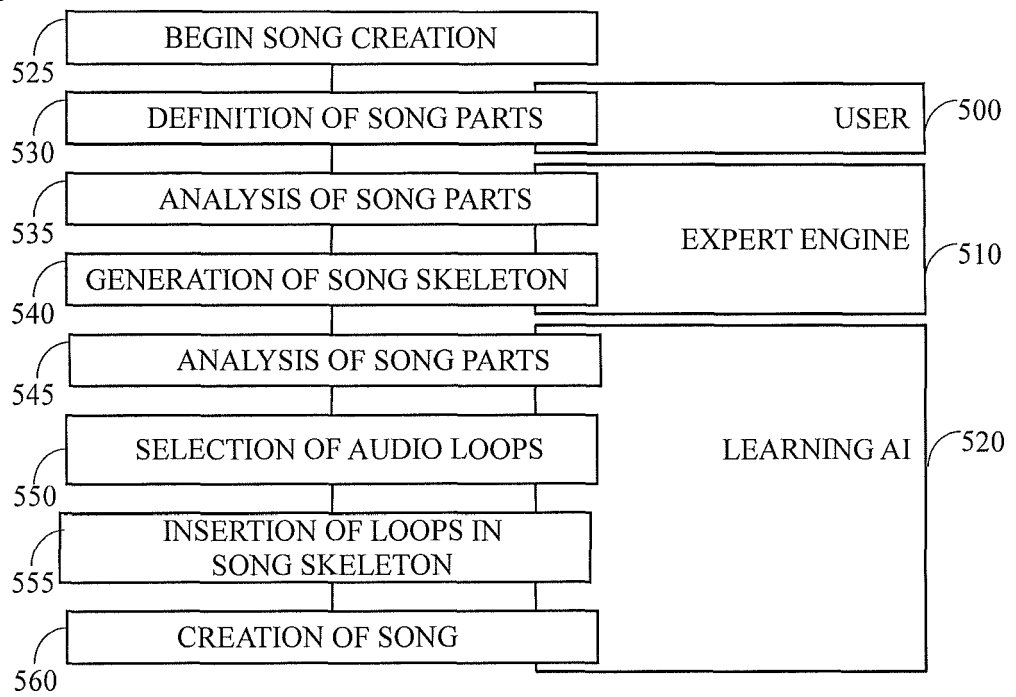 BEGIN SONG CREATION
525
DEFINITION OF SONG PARTS
USER
500
530
ANALYSIS OF SONG PARTS
535
EXPERT ENGINE
510
GENERATION OF SONG SKELETON
540
ANALYSIS OF SONG PARTS
545
SELECTION OF AUDIO LOOPS
LEARNING AI
520
550
INSERTION OF LOOPS IN
SONG SKELETON
555
CREATION OF SONG
560